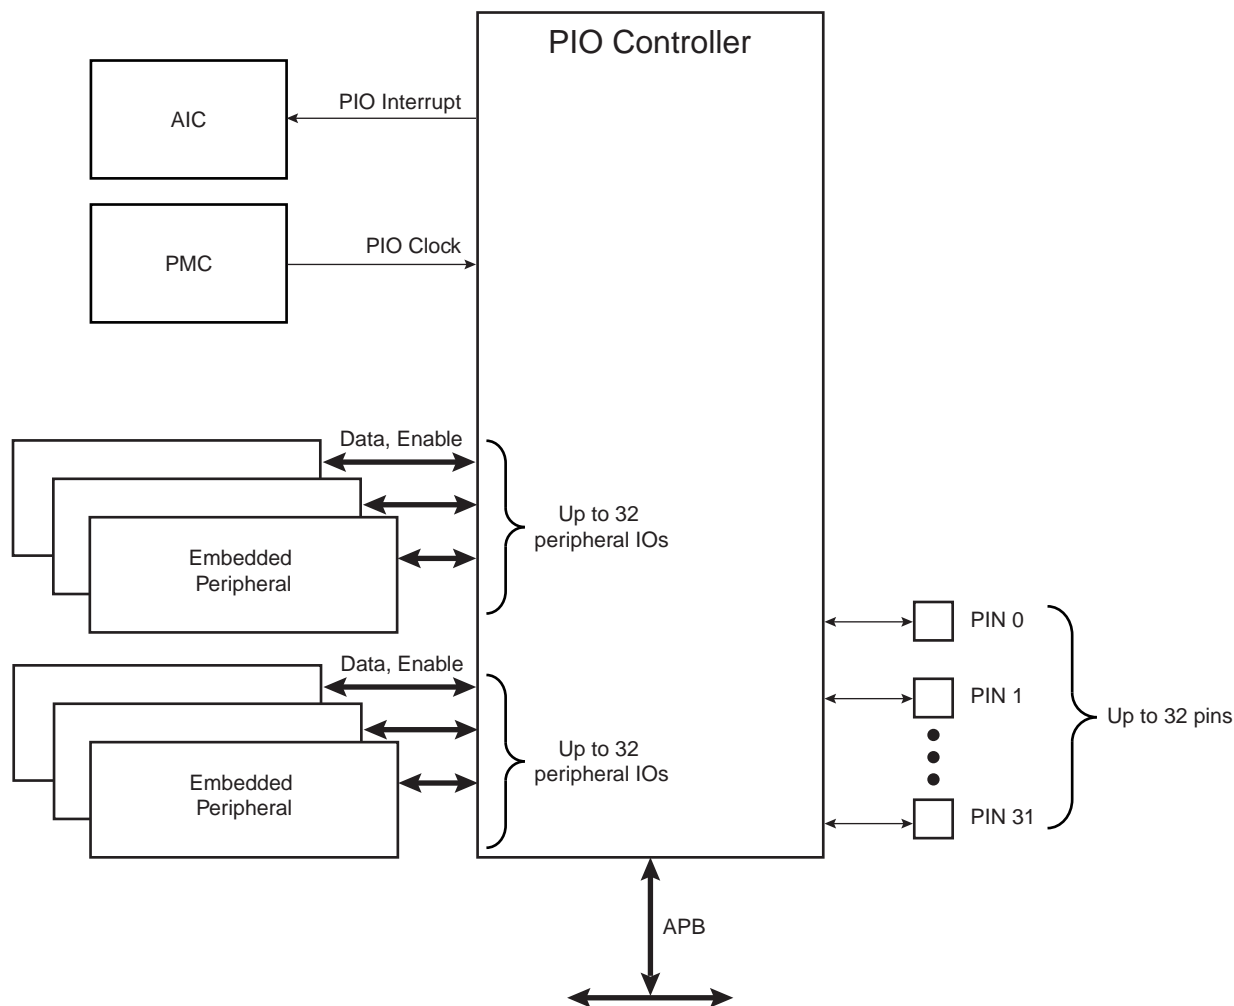 PIO Controller
PIO Interrupt
AIC
PIO Clock
PMC
Data, Enable
Up to 32
peripheral IOs
Embedded
Peripheral
PIN 0
Data, Enable
PIN 1
Up to 32 pins
Up to 32
peripheral IOs
Embedded
Peripheral
PIN 31
APB